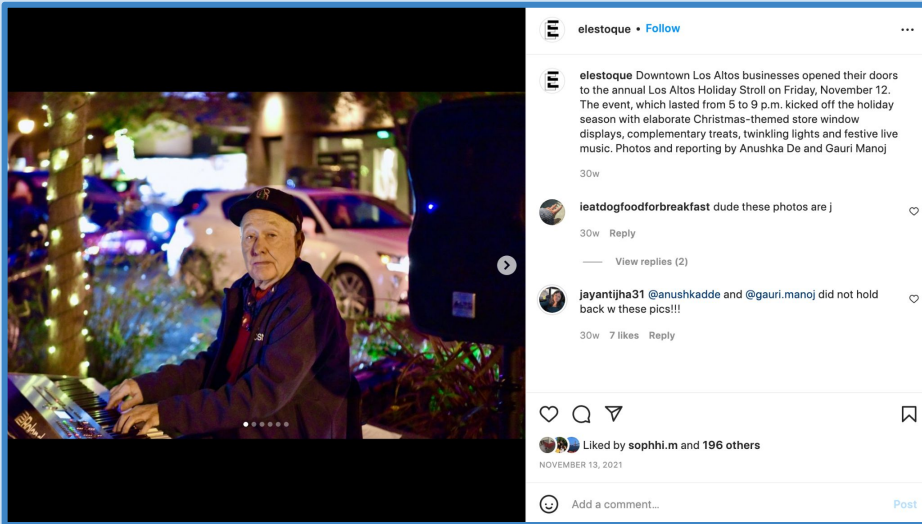 elestoque • Follow
elestoque Downtown Los Altos businesses opened their doors
to the annual Los Altos Holiday Stroll on Friday, November 12.
The event, which lasted from 5 to 9 p.m. kicked off the holiday
season with elaborate Christmas-themed store window
displays, complementary treats, twinkling lights and festive live
music. Photos and reporting by Anushka De and Gauri Manoj
30w
ieatdogfoodforbreakfast dude these photos are j
30w Reply
View replies (2)
jayantijha31 @anushkadde and @gauri.manoj did not hold
back w these pics!!!
30w 7 likes Reply
Liked by sophhi.m and 196 others
NOVEMBER 13, 2021
Add a comment...
Post